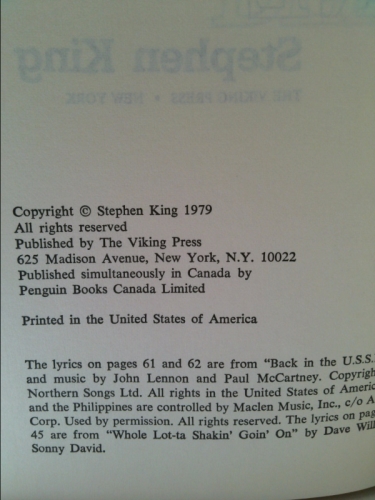 Stephen King
THE VIKING PRESS • NEW YORK
Copyright © Stephen King 1979
All rights reserved
Published by The Viking Press
625 Madison Avenue, New York, N.Y. 10022
Published simultaneously in Canada by
Penguin Books Canada Limited
Printed in the United States of America
The lyrics on pages 61 and 62 are from "Back in the U.S.S.
and music by John Lennon and Paul McCartney. Copyrigh
Northern Songs Ltd. All rights in the United States of Americ
and the Philippines are controlled by Maclen Music, Inc., c/o A
Corp. Used by permission. All rights reserved. The lyrics on pag
45 are from "Whole Lot-ta Shakin' Goin' On" by Dave Will
Sonny David.